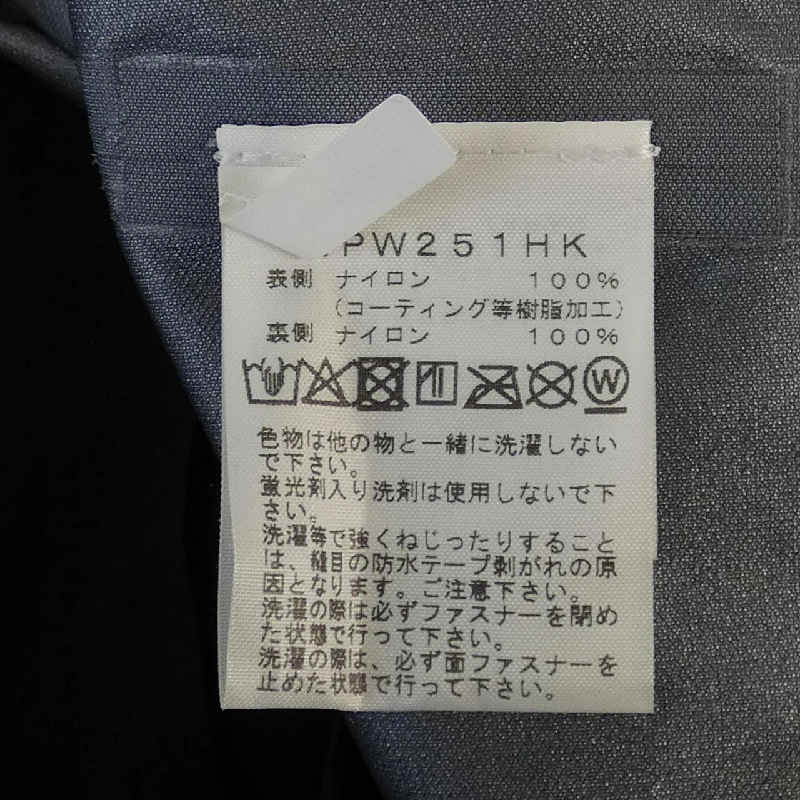 PW251HK
表側 ナイロン 100%
(コーティング等樹脂加工)
裏側 ナイロン 100%
W
色物は他の物と一緒に洗濯しない
で下さい。
蛍光剤入り洗剤は使用しないで下
さい。
洗濯等で強くねじったりすること
は、縫目の防水テープ剥がれの原
因となります。ご注意下さい。
洗濯の際は必ずファスナーを閉め
た状態で行って下さい。
洗濯の際は、必ず面ファスナーを
止めた状態で行って下さい。